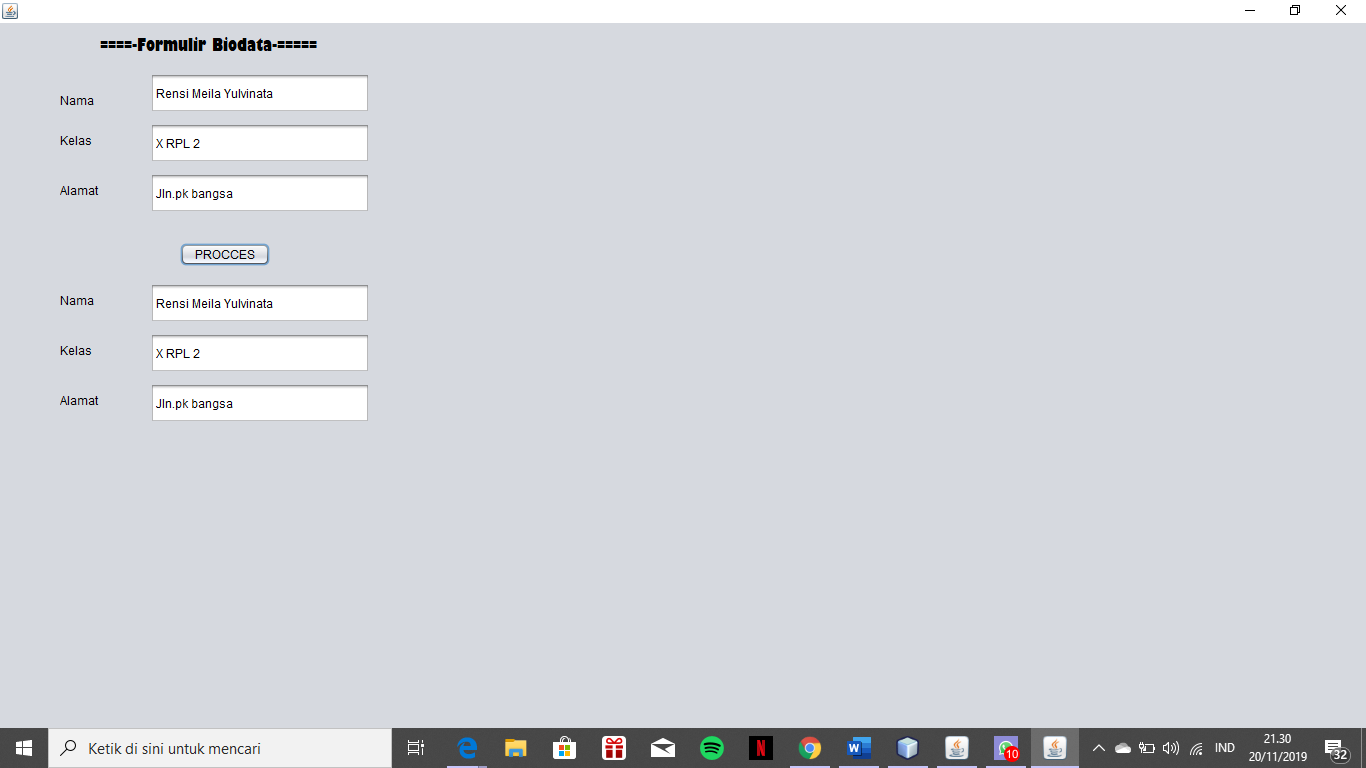 ====-Formulir Biodata-=====
Nama Rensi Meila Yulvinata
Kelas X RPL 2
Alamat Jln.pk bangsa
PROCCES
Nama Rensi Meila Yulvinata
Kelas X RPL 2
Alamat Jln.pk bangsa
Ketik di sini untuk mencari
N
W
10
IND
21.30
20/11/2019
32